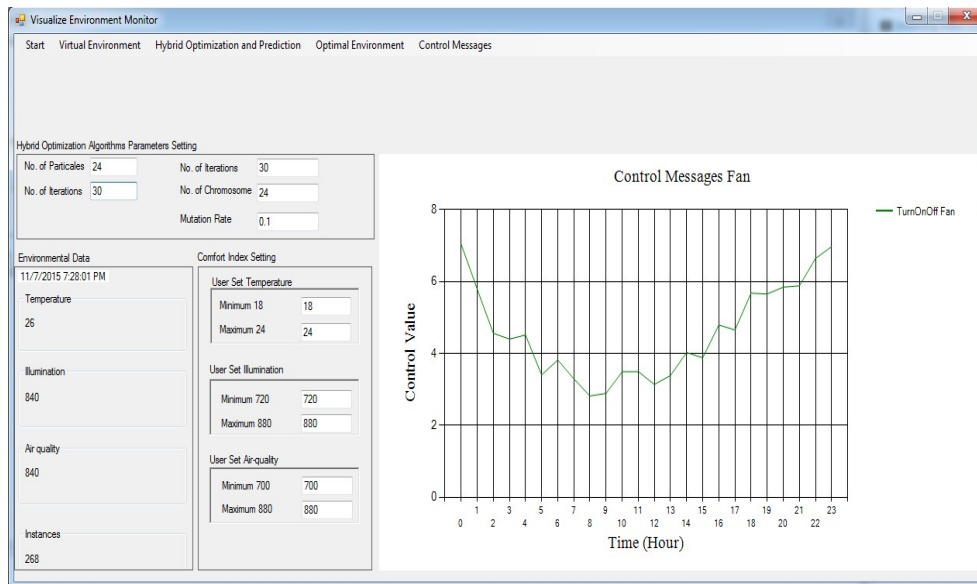 Visualize Environment Monitor
Start Virtual Environment Hybrid Optimization and Prediction Optimal Environment Control Messages
Hybrid Optimization Algorithms Parameters Setting
No. of Particales 24
No. of Iterations 30
No. of Iterations 30
No. of Chromosome 24
Mutation Rate 0.1
Environmental Data
11/7/2015 7:28:01 PM
Temperature
26
Illumination
840
Air quality
840
Instances
268
Comfort Index Setting
User Set Temperature
Minimum 18 18
Maximum 24 24
User Set Illumination
Minimum 720 720
Maximum 880 880
User Set Air-quality
Minimum 700 700
Maximum 880 880
Control Messages Fan
TurnOnOff Fan
Control Value
8
6
4
2
0
1 3 5 7 9 11 13 15 17 19 21 23
0 2 4 6 8 10 12 14 16 18 20 22
Time (Hour)